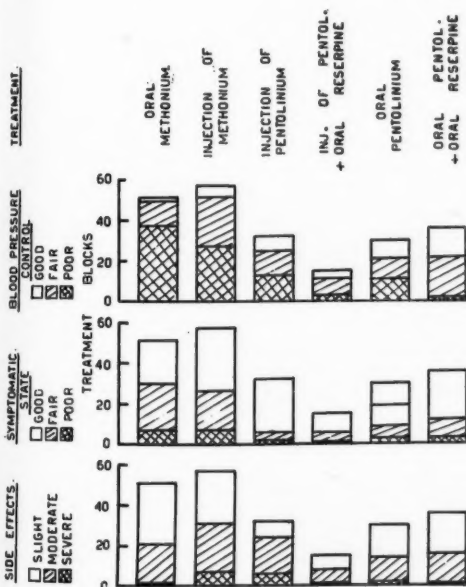 TREATMENT.
ORAL
METHONIUM.
INJECTION OF
METHONIUM
INJECTION OF
PENTOLINIUM
INJ. OF PENTOL.
+ ORAL RESERPINE
ORAL
PENTOLINIUM
ORAL PENTOL.
+ ORAL RESERPINE
BLOOD PRESSURE
CONTROL
GOOD
FAIR
POOR
BLOCKS
60
40
20
0
SYMPTOMATIC
STATE
GOOD
FAIR
POOR
TREATMENT
60
40
20
0
SIDE EFFECTS.
SLIGHT
MODERATE
SEVERE
60
40
20
0